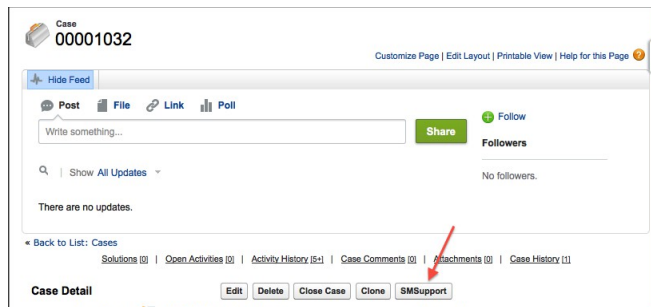 Case
00001032
Customize Page | Edit Layout | Printable View | Help for this Page
Hide Feed
Post File Link Poll
Write something...
Share
Follow
Followers
No followers.
Show All Updates
There are no updates.
« Back to List: Cases
Solutions [0] | Open Activities [0] | Activity History [5+] | Case Comments [0] | Attachments [0] | Case History [1]
Case Detail
Edit Delete Close Case Clone SMSupport